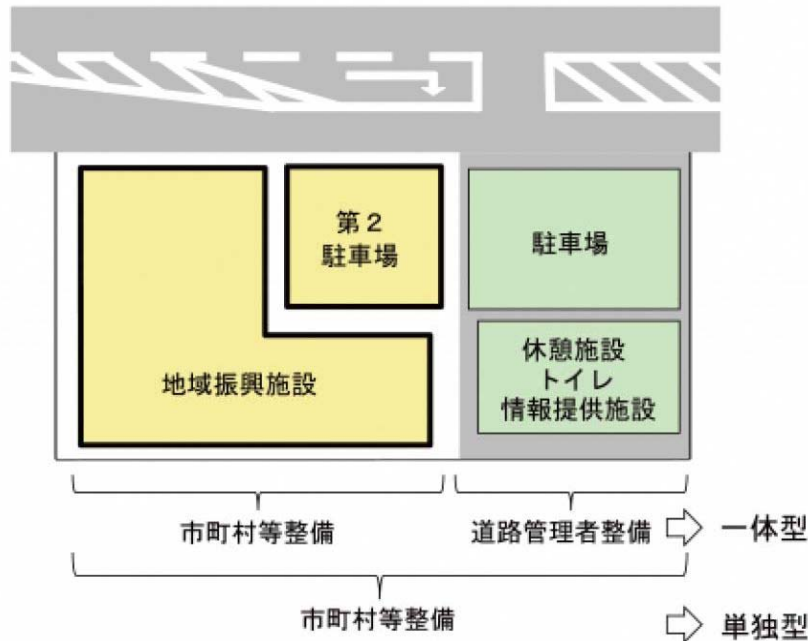 第２
駐車場
駐車場
地域振興施設
休憩施設
トイレ
情報提供施設
市町村等整備
道路管理者整備
一体型
市町村等整備
単独型